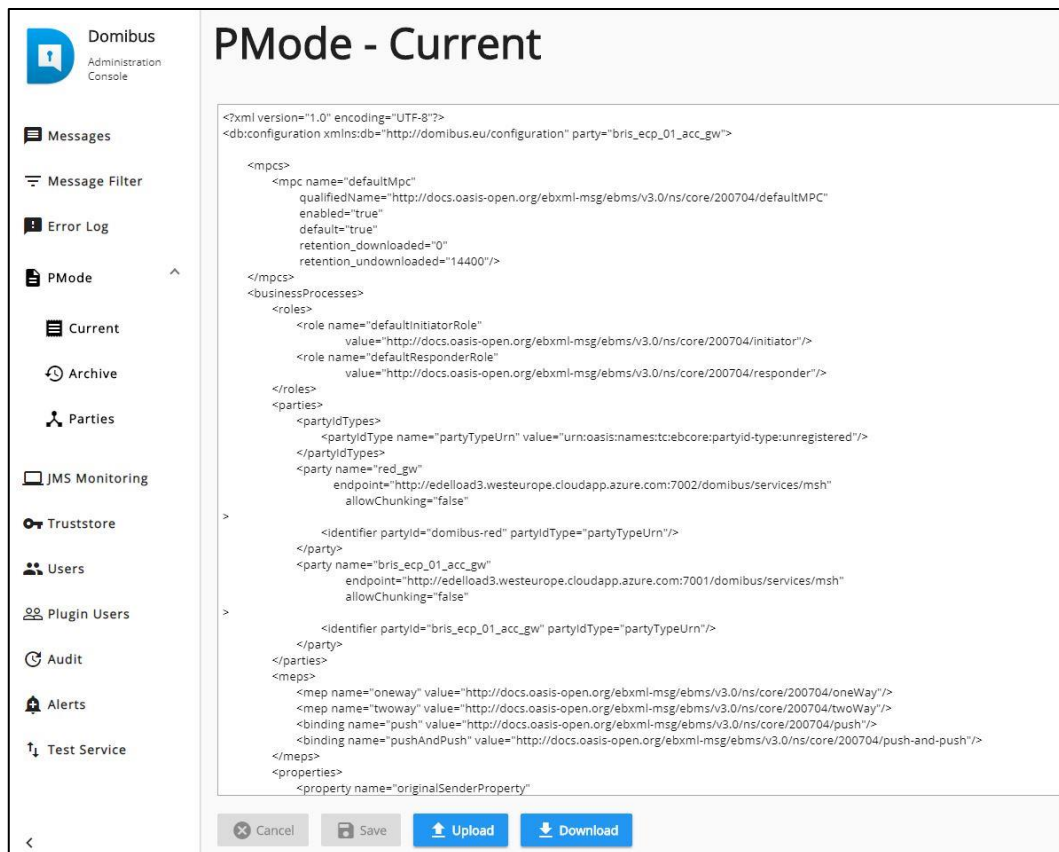 Domibus
Administration
Console
Messages
Message Filter
Error Log
PMode
Current
Archive
Parties
JMS Monitoring
Truststore
Users
Plugin Users
Audit
Alerts
Test Service
PMode - Current
<?xml version="1.0" encoding="UTF-8"?>
<db:configuration xmlns:db="http://domibus.eu/configuration" party="bris_ecp_01_acc_gw">
<mpcs>
<mpc name="defaultMpc"
qualifiedName="http://docs.oasis-open.org/ebxml-msg/ebms/v3.0/ns/core/200704/defaultMPC"
enabled="true"
default="true"
retention_downloaded="0"
retention_undownloaded="14400"/>
</mpcs>
<businessProcesses>
<roles>
<role name="defaultInitiatorRole"
value="http://docs.oasis-open.org/ebxml-msg/ebms/v3.0/ns/core/200704/initiator"/>
<role name="defaultResponderRole"
value="http://docs.oasis-open.org/ebxml-msg/ebms/v3.0/ns/core/200704/responder"/>
</roles>
<parties>
<partyIdTypes>
<partyIdType name="partyTypeUrn" value="urn:oasis:names:tc:ebcore:partyid-type:unregistered"/>
</partyIdTypes>
<party name="red_gw"
endpoint="http://edelload3.westeurope.cloudapp.azure.com:7002/domibus/services/msh"
allowChunking="false"
>
<identifier partyId="domibus-red" partyIdType="partyTypeUrn"/>
</party>
<party name="bris_ecp_01_acc_gw"
endpoint="http://edelload3.westeurope.cloudapp.azure.com:7001/domibus/services/msh"
allowChunking="false"
>
<identifier partyId="bris_ecp_01_acc_gw" partyIdType="partyTypeUrn"/>
</party>
</parties>
<meps>
<mep name="oneway" value="http://docs.oasis-open.org/ebxml-msg/ebms/v3.0/ns/core/200704/oneWay"/>
<mep name="twoway" value="http://docs.oasis-open.org/ebxml-msg/ebms/v3.0/ns/core/200704/twoWay"/>
<binding name="push" value="http://docs.oasis-open.org/ebxml-msg/ebms/v3.0/ns/core/200704/push"/>
<binding name="pushAndPush" value="http://docs.oasis-open.org/ebxml-msg/ebms/v3.0/ns/core/200704/push-and-push"/>
</meps>
<properties>
<property name="originalSenderProperty"
Cancel
Save
Upload
Download